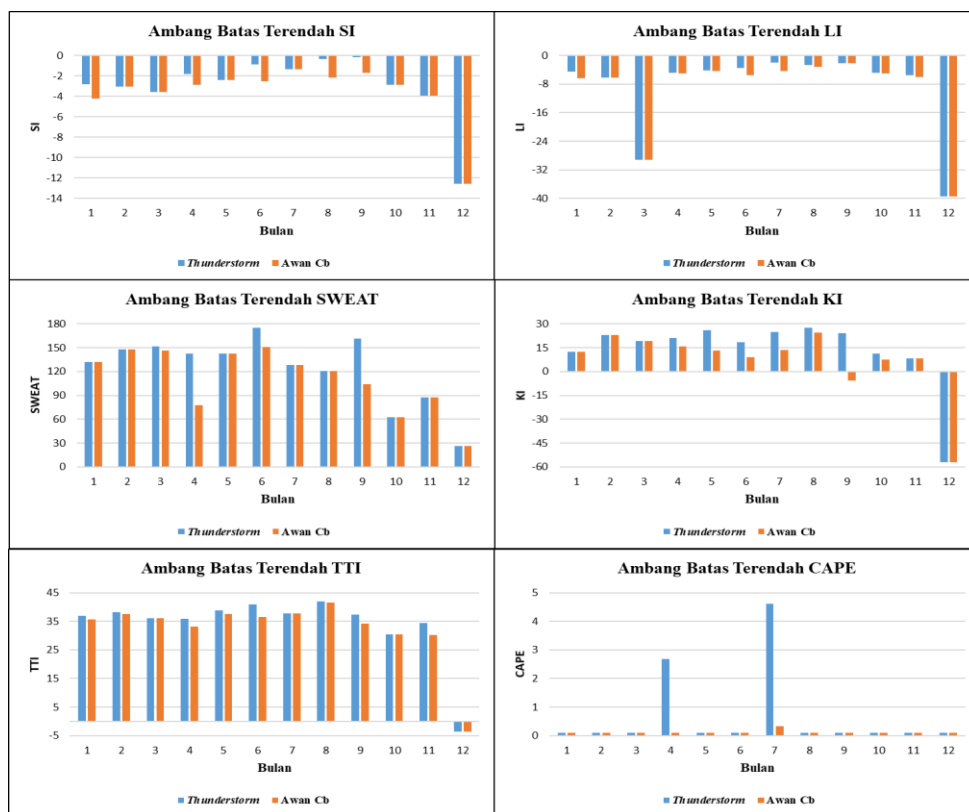 Ambang Batas Terendah SI
0
-2
-4
-6
-8
-10
-12
-14
SI
1 2 3 4 5 6 7 8 9 10 11 12
Bulan
Thunderstorm Awan Cb
Ambang Batas Terendah LI
0
-8
-16
-24
-32
-40
LI
1 2 3 4 5 6 7 8 9 10 11 12
Bulan
Thunderstorm Awan Cb
Ambang Batas Terendah SWEAT
180
150
120
90
60
30
0
SWEAT
1 2 3 4 5 6 7 8 9 10 11 12
Bulan
Thunderstorm Awan Cb
Ambang Batas Terendah KI
30
15
0
-15
-30
-45
-60
KI
1 2 3 4 5 6 7 8 9 10 11 12
Bulan
Thunderstorm Awan Cb
Ambang Batas Terendah TTI
45
35
25
15
5
-5
TTI
1 2 3 4 5 6 7 8 9 10 11 12
Bulan
Thunderstorm Awan Cb
Ambang Batas Terendah CAPE
5
4
3
2
1
0
CAPE
1 2 3 4 5 6 7 8 9 10 11 12
Bulan
Thunderstorm Awan Cb